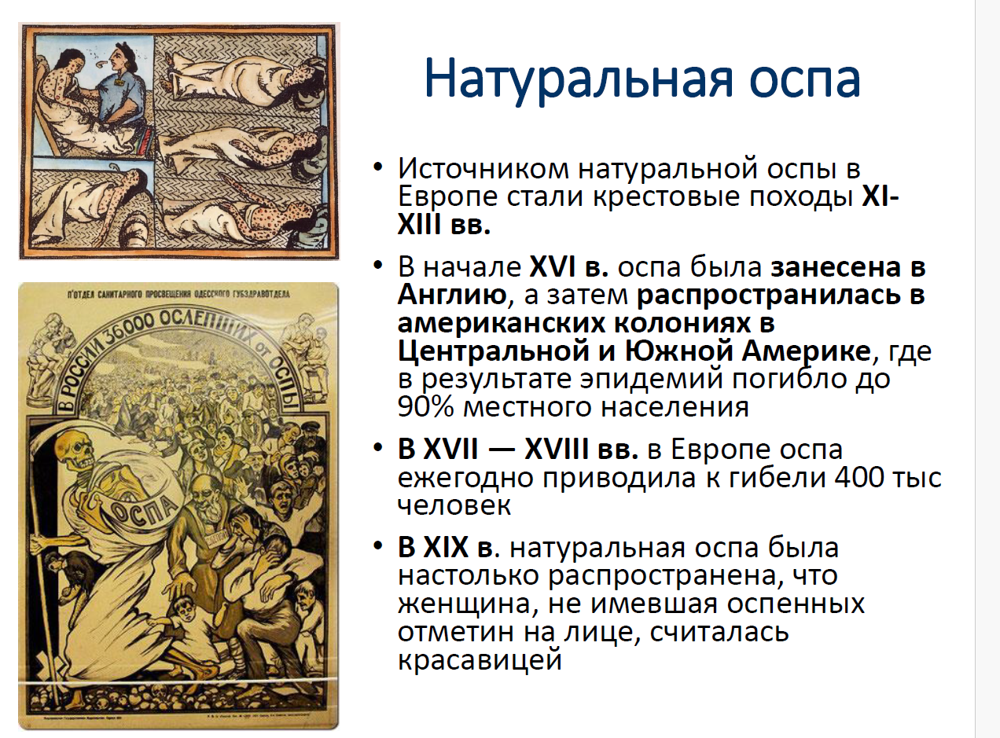 Натуральная оспа
• Источником натуральной оспы в
Европе стали крестовые походы XI-
XIII вв.
• В начале XVI в. оспа была занесена в
Англию, а затем распространилась в
американских колониях в
Центральной и Южной Америке, где
в результате эпидемий погибло до
90% местного населения
• В XVII — XVIII вв. в Европе оспа
ежегодно приводила к гибели 400 тыс
человек
• В XIX в. натуральная оспа была
настолько распространена, что
женщина, не имевшая оспенных
отметин на лице, считалась
красавицей
П'ОТДЕЛ САНИТАРНОГО ПРОСВЕЩЕНИЯ ОДЕССКОГО ГУБЗДРАВОТДЕЛА
В РОССИИ 36000 ОСЛЕПШИХ от ОСПЫ
ОСПА